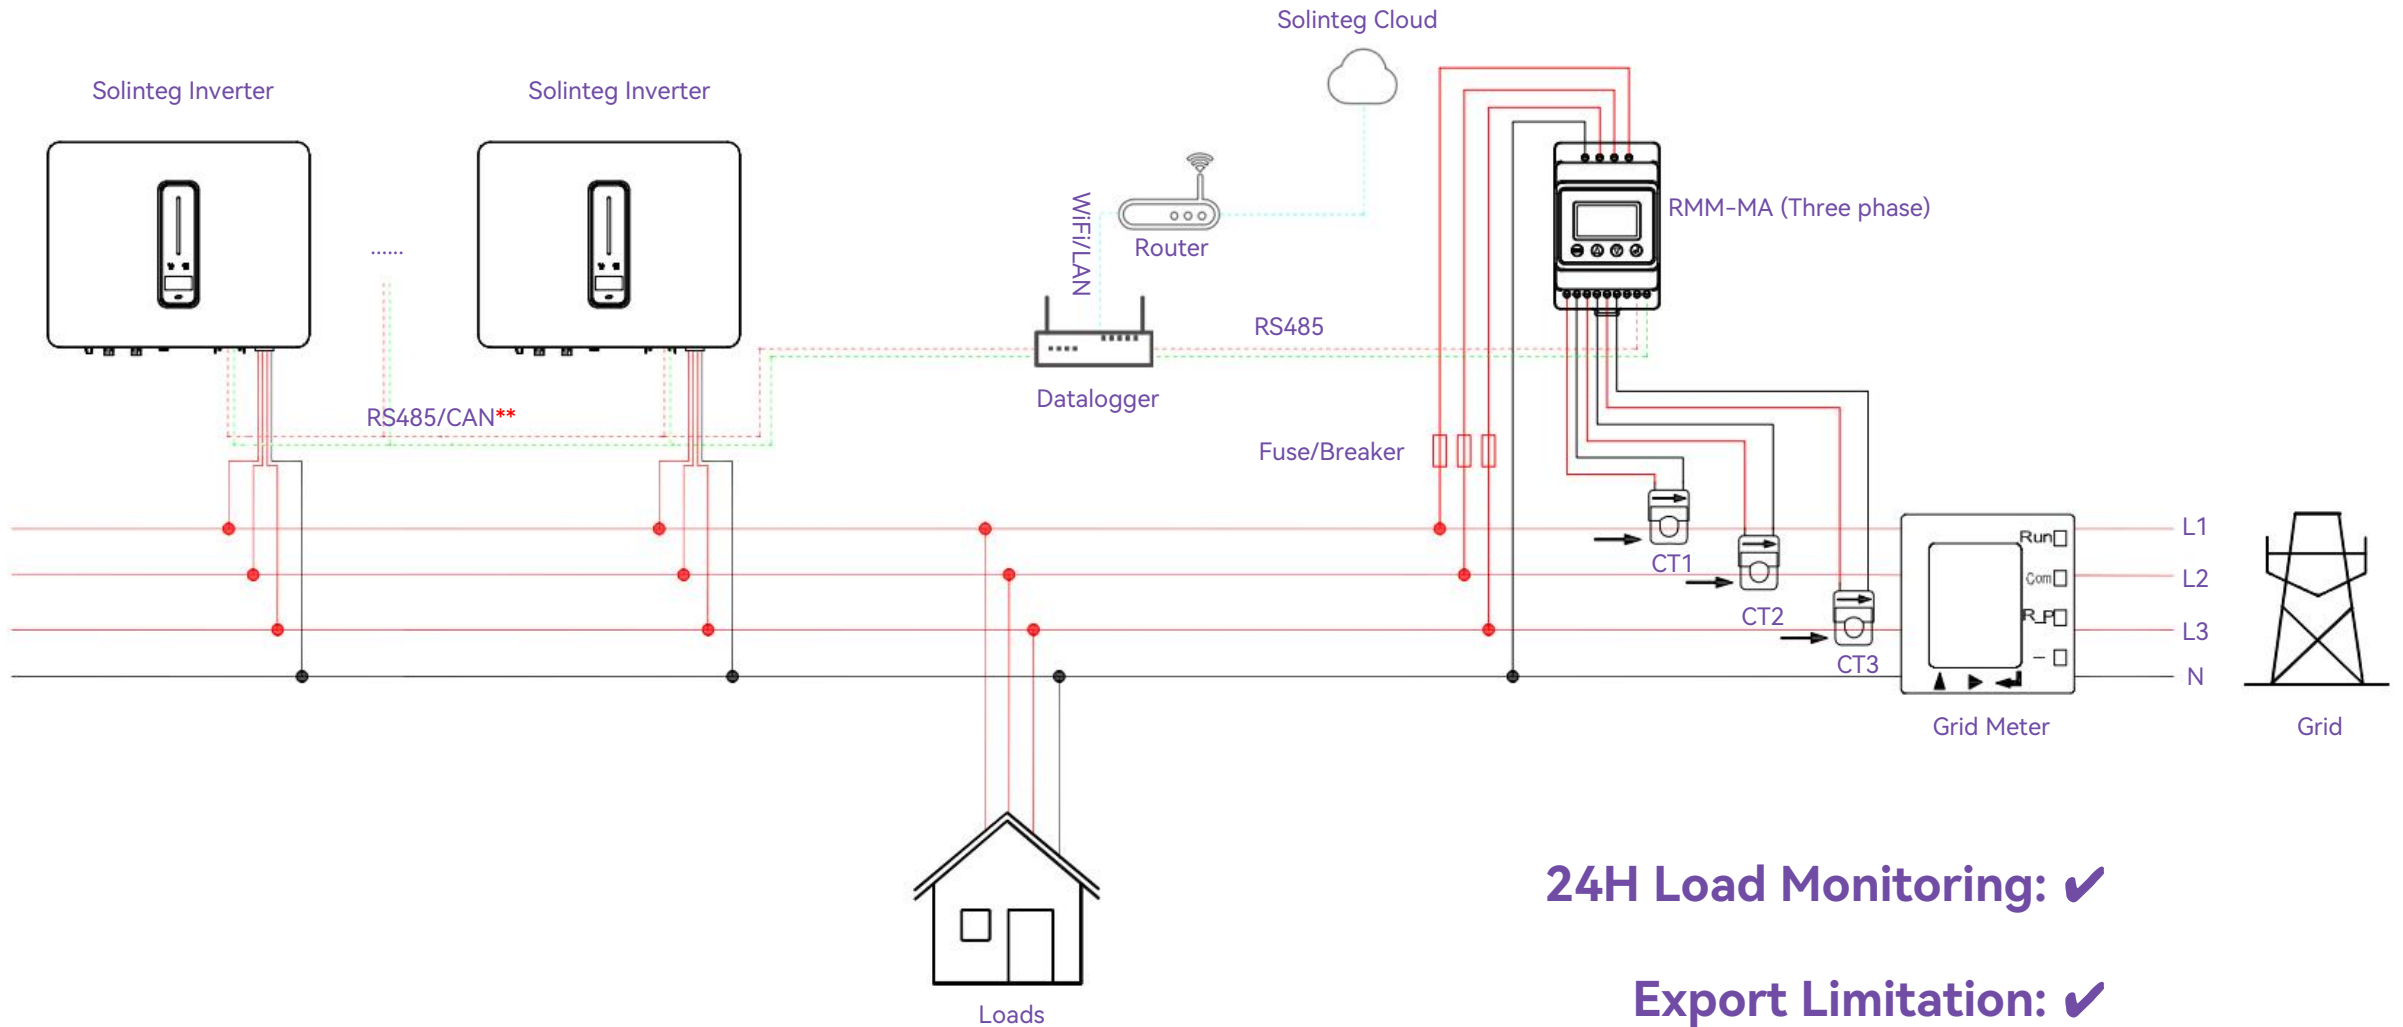 Solinteg Cloud
Solinteg Inverter
Solinteg Inverter
......
WiFi/LAN
Router
RMM-MA (Three phase)
RS485
Datalogger
RS485/CAN**
Fuse/Breaker
CT1
CT2
CT3
Run
Com
R_P
L1
L2
L3
N
Grid Meter
Grid
24H Load Monitoring: ✔
Export Limitation: ✔
Loads